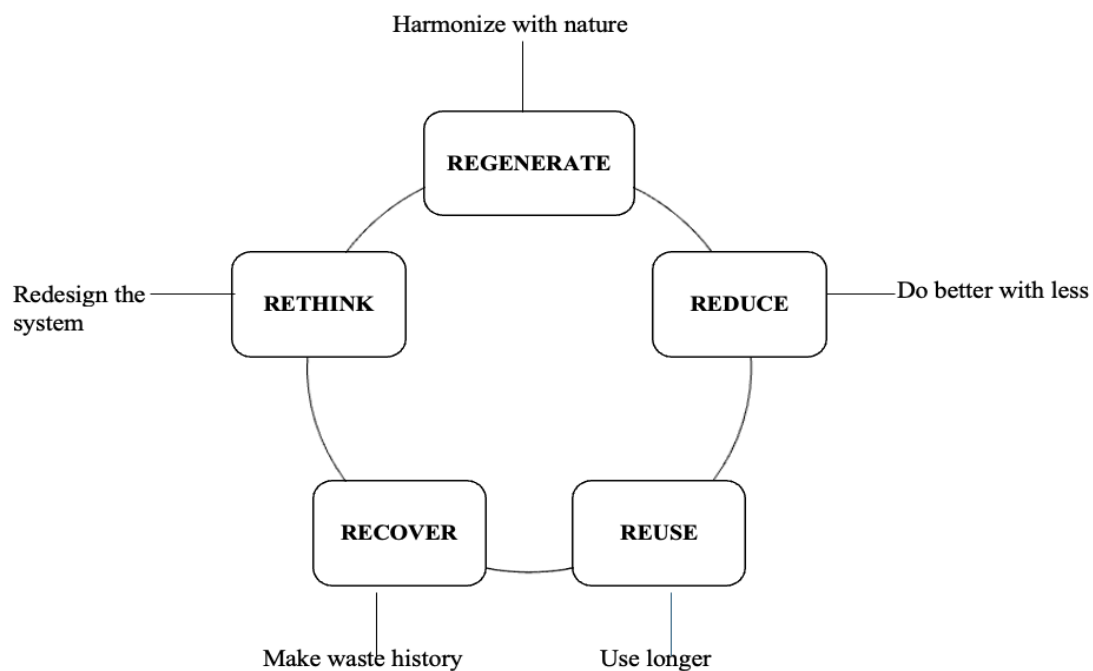 Harmonize with nature
REGENERATE
Redesign the
system
RETHINK
REDUCE
Do better with less
RECOVER
REUSE
Make waste history
Use longer